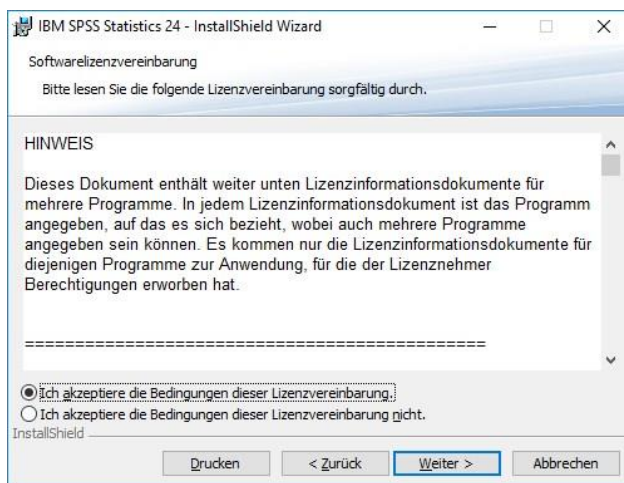 IBM SPSS Statistics 24 - InstallShield Wizard
Softwarelizenzvereinbarung
Bitte lesen Sie die folgende Lizenzvereinbarung sorgfältig durch.
HINWEIS
Dieses Dokument enthält weiter unten Lizenzinformationsdokumente für
mehrere Programme. In jedem Lizenzinformationsdokument ist das Programm
angegeben, auf das es sich bezieht, wobei auch mehrere Programme
angegeben sein können. Es kommen nur die Lizenzinformationsdokumente für
diejenigen Programme zur Anwendung, für die der Lizenznehmer
Berechtigungen erworben hat.
==============================================
Ich akzeptiere die Bedingungen dieser Lizenzvereinbarung.
Ich akzeptiere die Bedingungen dieser Lizenzvereinbarung nicht.
InstallShield
Drucken < Zurück Weiter > Abbrechen